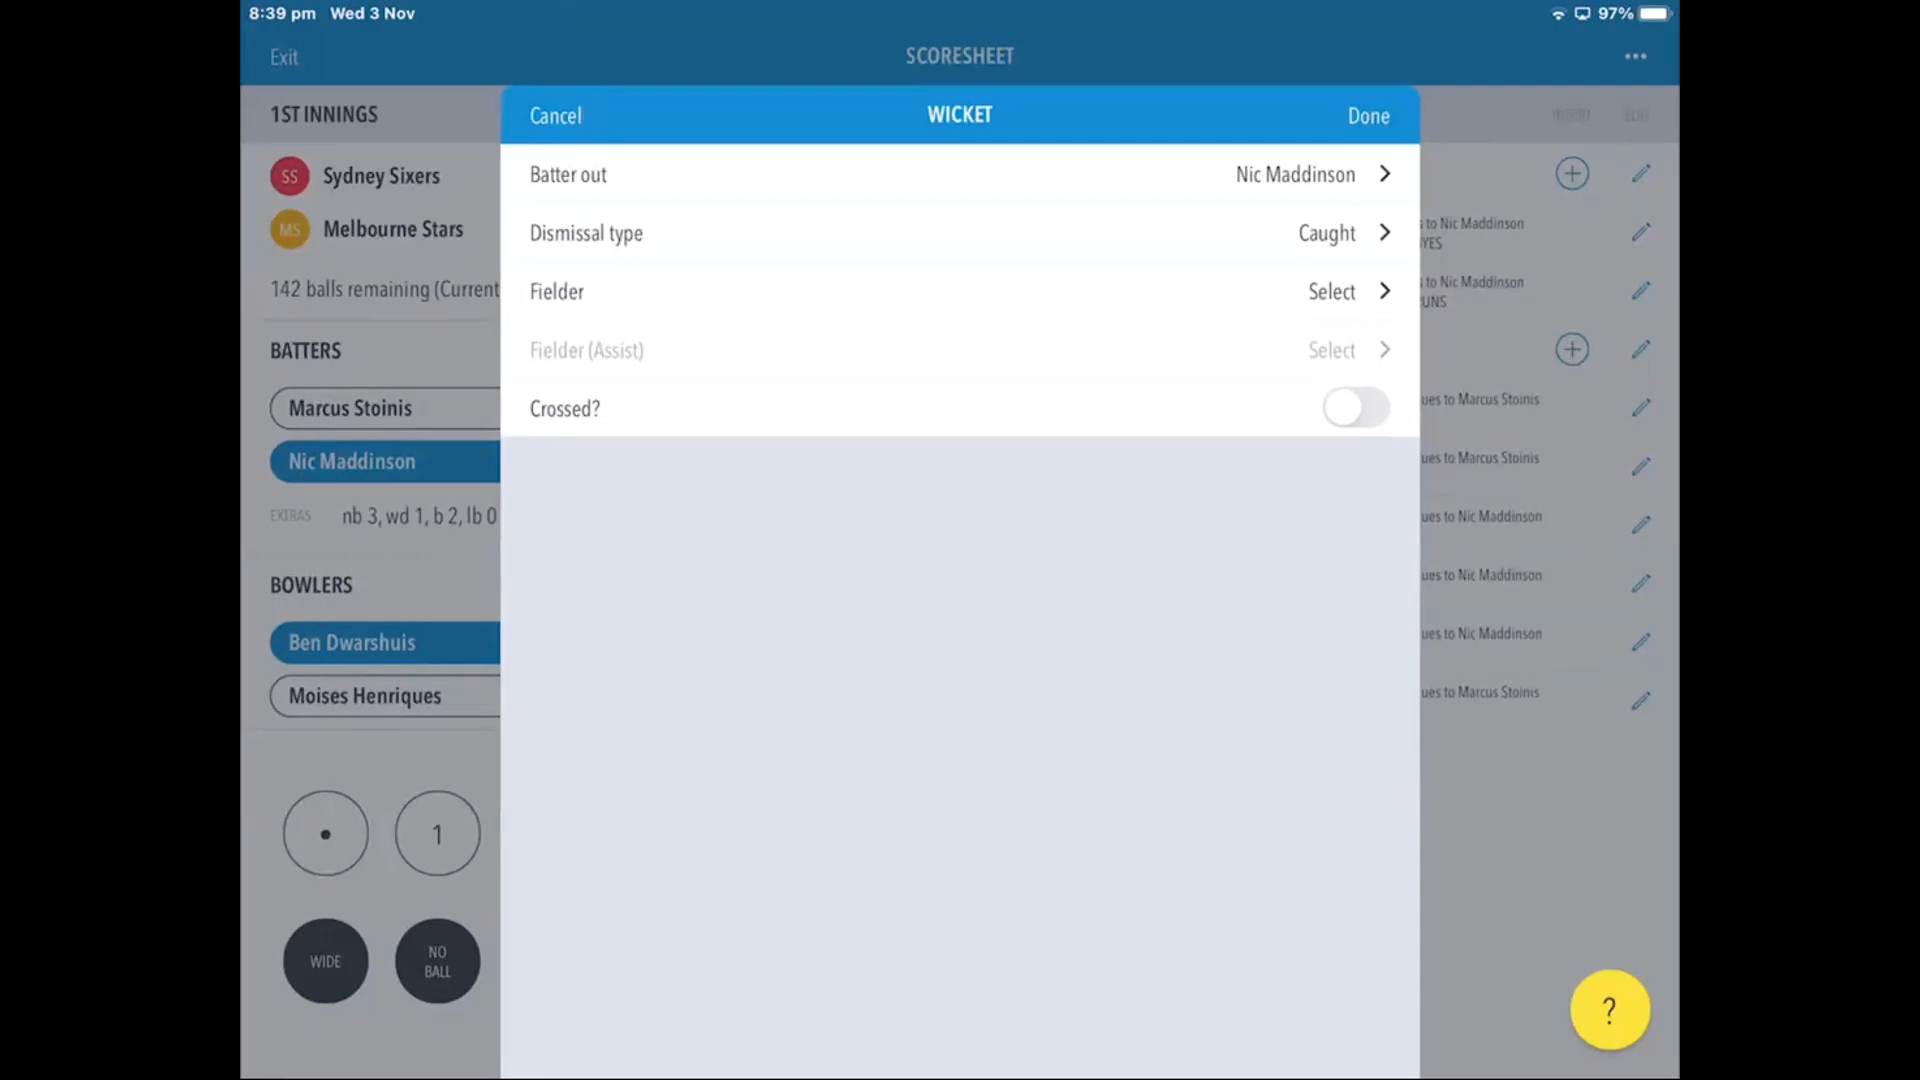 8:39 pm Wed 3 Nov
97%
Exit
SCORESHEET
1ST INNINGS
INSERT EDIT
Cancel
WICKET
Done
SS Sydney Sixers
MS Melbourne Stars
142 balls remaining (Current
BATTERS
Marcus Stoinis
Nic Maddinson
EXTRAS nb 3, wd 1, b 2, lb 0
BOWLERS
Ben Dwarshuis
Moises Henriques
1
WIDE
NO
BALL
Batter out Nic Maddinson
Dismissal type Caught
Fielder Select
Fielder (Assist) Select
Crossed?
to Nic Maddinson
YES
to Nic Maddinson
UNS
ues to Marcus Stoinis
ues to Marcus Stoinis
ues to Nic Maddinson
ues to Nic Maddinson
ues to Nic Maddinson
ues to Marcus Stoinis
?